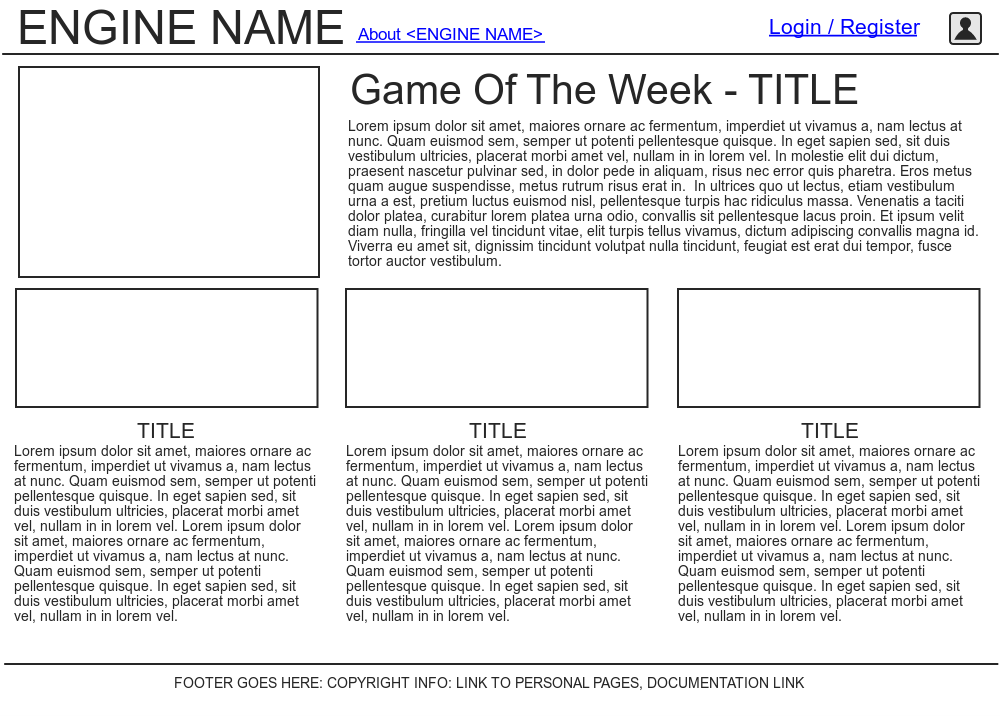 ENGINE NAME About <ENGINE NAME> Login / Register
Game Of The Week - TITLE
Lorem ipsum dolor sit amet, maiores ornare ac fermentum, imperdiet ut vivamus a, nam lectus at
nunc. Quam euismod sem, semper ut potenti pellentesque quisque. In eget sapien sed, sit duis
vestibulum ultricies, placerat morbi amet vel, nullam in in lorem vel. In molestie elit dui dictum,
praesent nascetur pulvinar sed, in dolor pede in aliquam, risus nec error quis pharetra. Eros metus
quam augue suspendisse, metus rutrum risus erat in.  In ultrices quo ut lectus, etiam vestibulum
urna a est, pretium luctus euismod nisl, pellentesque turpis hac ridiculus massa. Venenatis a taciti
dolor platea, curabitur lorem platea urna odio, convallis sit pellentesque lacus proin. Et ipsum velit
diam nulla, fringilla vel tincidunt vitae, elit turpis tellus vivamus, dictum adipiscing convallis magna id.
Viverra eu amet sit, dignissim tincidunt volutpat nulla tincidunt, feugiat est erat dui tempor, fusce
tortor auctor vestibulum.
TITLE
Lorem ipsum dolor sit amet, maiores ornare ac
fermentum, imperdiet ut vivamus a, nam lectus
at nunc. Quam euismod sem, semper ut potenti
pellentesque quisque. In eget sapien sed, sit
duis vestibulum ultricies, placerat morbi amet
vel, nullam in in lorem vel. Lorem ipsum dolor
sit amet, maiores ornare ac fermentum,
imperdiet ut vivamus a, nam lectus at nunc.
Quam euismod sem, semper ut potenti
pellentesque quisque. In eget sapien sed, sit
duis vestibulum ultricies, placerat morbi amet
vel, nullam in in lorem vel.
TITLE
Lorem ipsum dolor sit amet, maiores ornare ac
fermentum, imperdiet ut vivamus a, nam lectus
at nunc. Quam euismod sem, semper ut potenti
pellentesque quisque. In eget sapien sed, sit
duis vestibulum ultricies, placerat morbi amet
vel, nullam in in lorem vel. Lorem ipsum dolor
sit amet, maiores ornare ac fermentum,
imperdiet ut vivamus a, nam lectus at nunc.
Quam euismod sem, semper ut potenti
pellentesque quisque. In eget sapien sed, sit
duis vestibulum ultricies, placerat morbi amet
vel, nullam in in lorem vel.
TITLE
Lorem ipsum dolor sit amet, maiores ornare ac
fermentum, imperdiet ut vivamus a, nam lectus
at nunc. Quam euismod sem, semper ut potenti
pellentesque quisque. In eget sapien sed, sit
duis vestibulum ultricies, placerat morbi amet
vel, nullam in in lorem vel. Lorem ipsum dolor
sit amet, maiores ornare ac fermentum,
imperdiet ut vivamus a, nam lectus at nunc.
Quam euismod sem, semper ut potenti
pellentesque quisque. In eget sapien sed, sit
duis vestibulum ultricies, placerat morbi amet
vel, nullam in in lorem vel.
FOOTER GOES HERE: COPYRIGHT INFO: LINK TO PERSONAL PAGES, DOCUMENTATION LINK